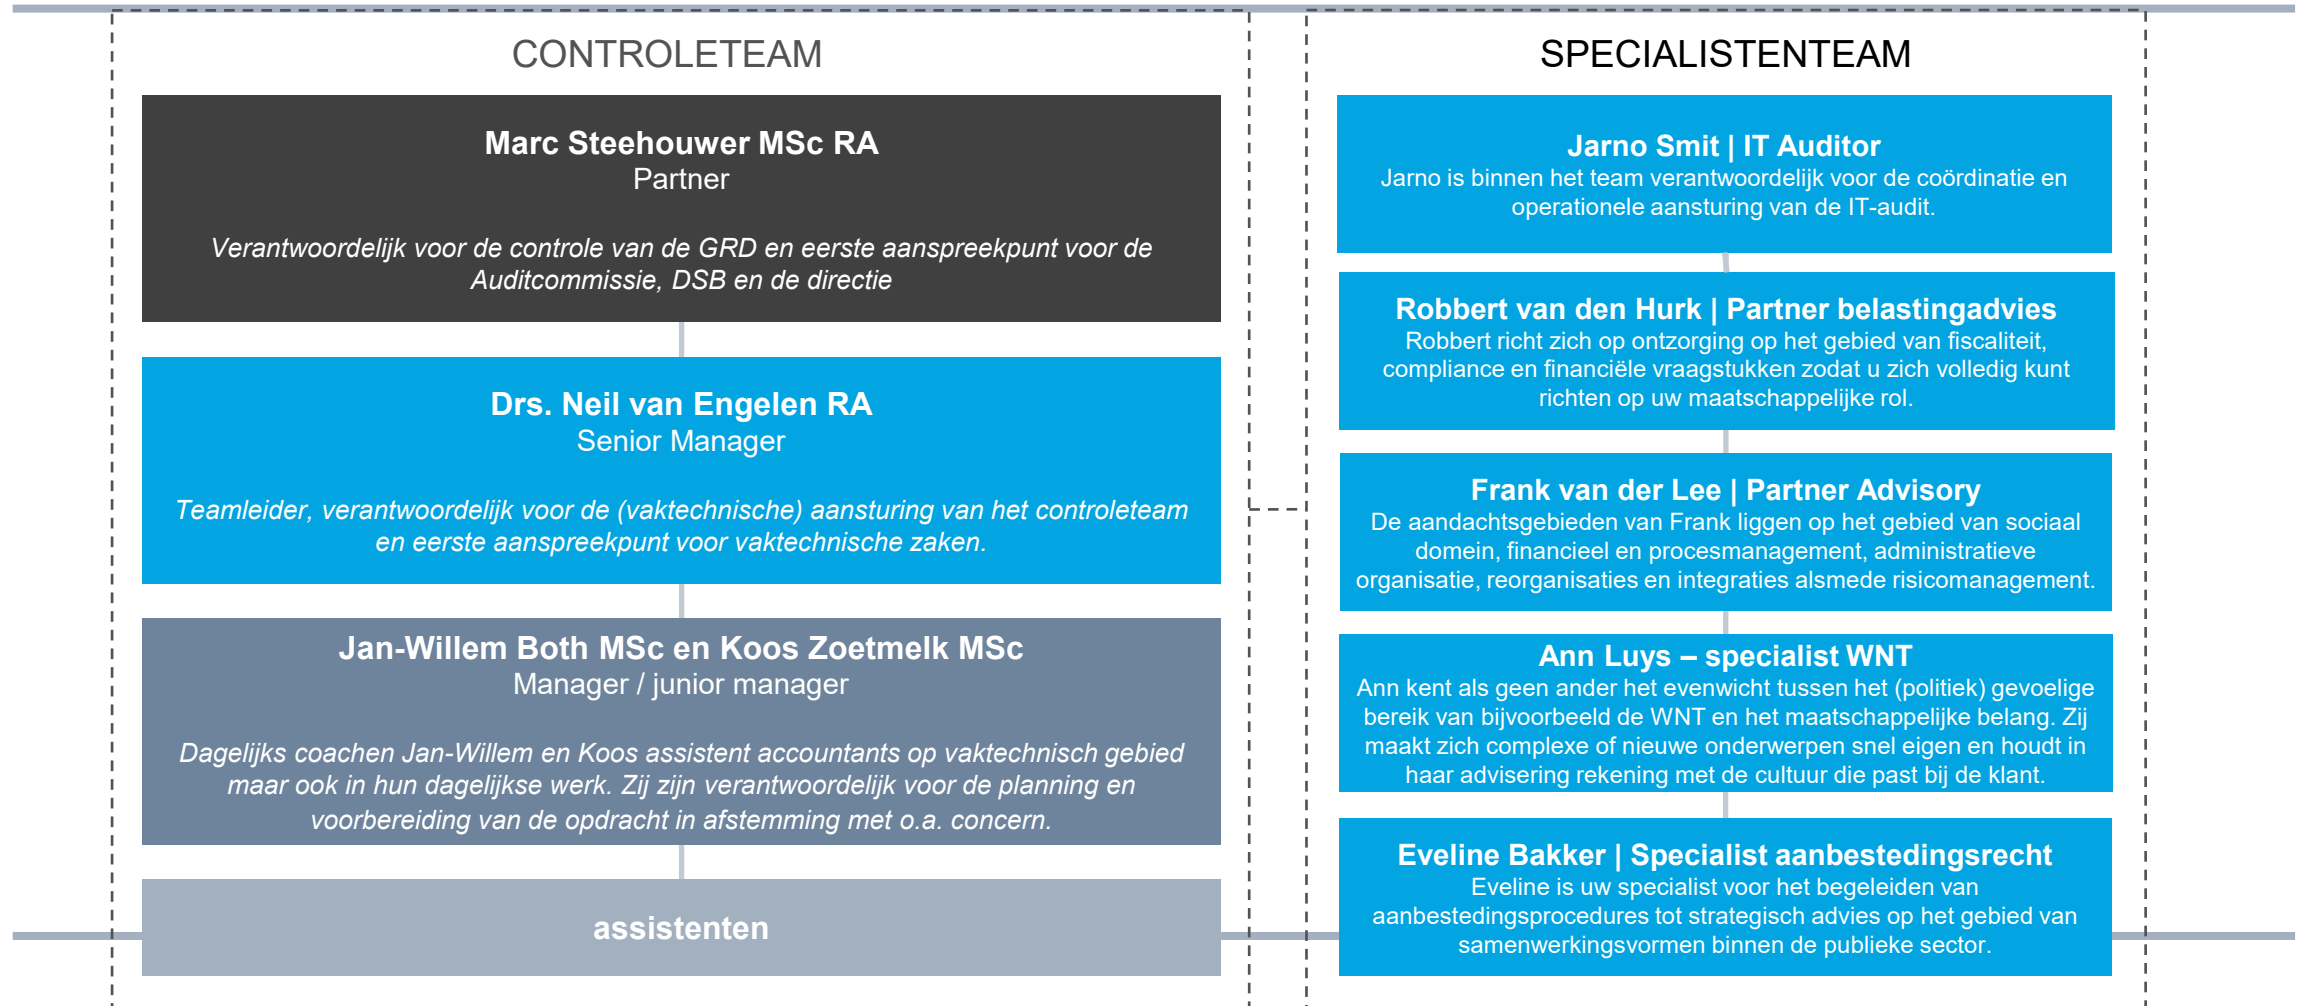 CONTROLETEAM
Marc Steehouwer MSc RA
Partner
Verantwoordelijk voor de controle van de GRD en eerste aanspreekpunt voor de
Auditcommissie, DSB en de directie
Drs. Neil van Engelen RA
Senior Manager
Teamleider, verantwoordelijk voor de (vaktechnische) aansturing van het controleteam
en eerste aanspreekpunt voor vaktechnische zaken.
Jan-Willem Both MSc en Koos Zoetmelk MSc
Manager / junior manager
Dagelijks coachen Jan-Willem en Koos assistent accountants op vaktechnisch gebied
maar ook in hun dagelijkse werk. Zij zijn verantwoordelijk voor de planning en
voorbereiding van de opdracht in afstemming met o.a. concern.
assistenten
SPECIALISTENTEAM
Jarno Smit | IT Auditor
Jarno is binnen het team verantwoordelijk voor de coördinatie en
operationele aansturing van de IT-audit.
Robbert van den Hurk | Partner belastingadvies
Robbert richt zich op ontzorging op het gebied van fiscaliteit,
compliance en financiële vraagstukken zodat u zich volledig kunt
richten op uw maatschappelijke rol.
Frank van der Lee | Partner Advisory
De aandachtsgebieden van Frank liggen op het gebied van sociaal
domein, financieel en procesmanagement, administratieve
organisatie, reorganisaties en integraties alsmede risicomanagement.
Ann Luys – specialist WNT
Ann kent als geen ander het evenwicht tussen het (politiek) gevoelige
bereik van bijvoorbeeld de WNT en het maatschappelijke belang. Zij
maakt zich complexe of nieuwe onderwerpen snel eigen en houdt in
haar advisering rekening met de cultuur die past bij de klant.
Eveline Bakker | Specialist aanbestedingsrecht
Eveline is uw specialist voor het begeleiden van
aanbestedingsprocedures tot strategisch advies op het gebied van
samenwerkingsvormen binnen de publieke sector.